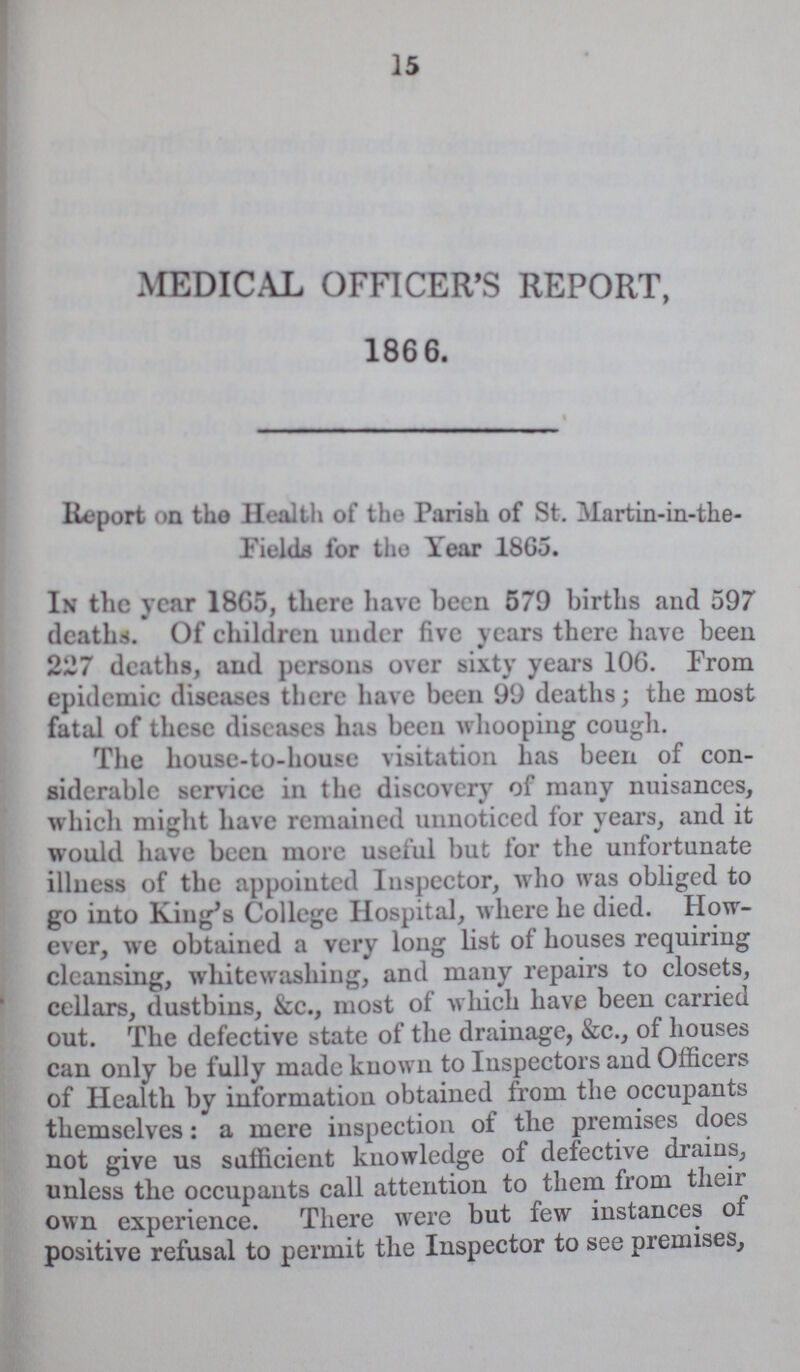 15
MEDICAL OFFICER'S REPORT,
1866.
Report on the Health of the Parish of St. Martin-in-the-
Fields for the Year 1865.
In the year 1865, there have been 579 births and 597
deaths. Of children under five years there have been
227 deaths, and persons over sixty years 106. From
epidemic diseases there have been 99 deaths; the most
fatal of these diseases has been whooping cough.
The house-to-house visitation has been of con-
siderable service in the discovery of many nuisances,
which might have remained unnoticed for years, and it
would have been more useful but for the unfortunate
illness of the appointed Inspector, who was obliged to
go into King's College Hospital, where he died. How-
ever, we obtained a very long list of houses requiring
cleansing, whitewashing, and many repairs to closets,
cellars, dustbins, &c., most of which have been carried
out. The defective state of the drainage, &c., of houses
can only be fully made known to Inspectors and Officers
of Health by information obtained from the occupants
themselves: a mere inspection of the premises does
not give us sufficient knowledge of defective drains,
unless the occupants call attention to them from their
own experience. There were but few instances of
positive refusal to permit the Inspector to see premises,